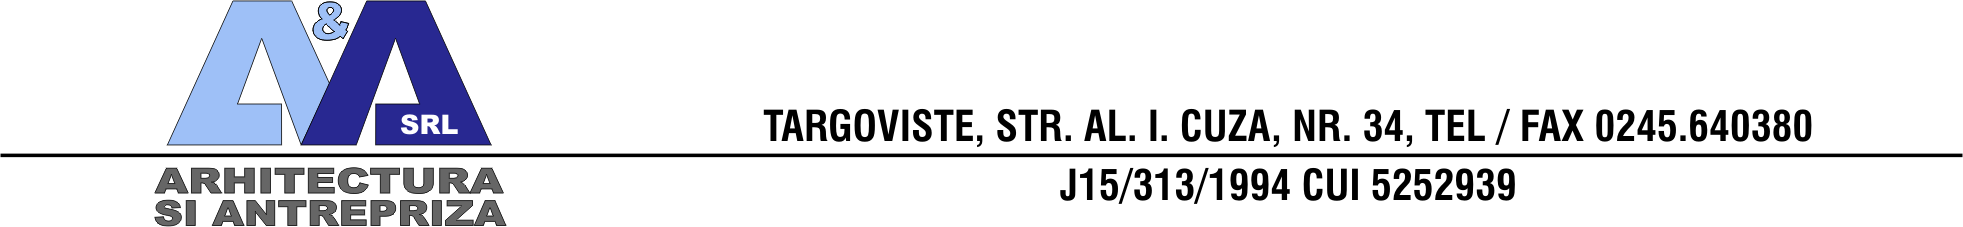 A&A
SRL
ARHITECTURA
SI ANTREPRIZA
TARGOVISTE, STR. AL. I. CUZA, NR. 34, TEL / FAX 0245.640380
J15/313/1994 CUI 5252939